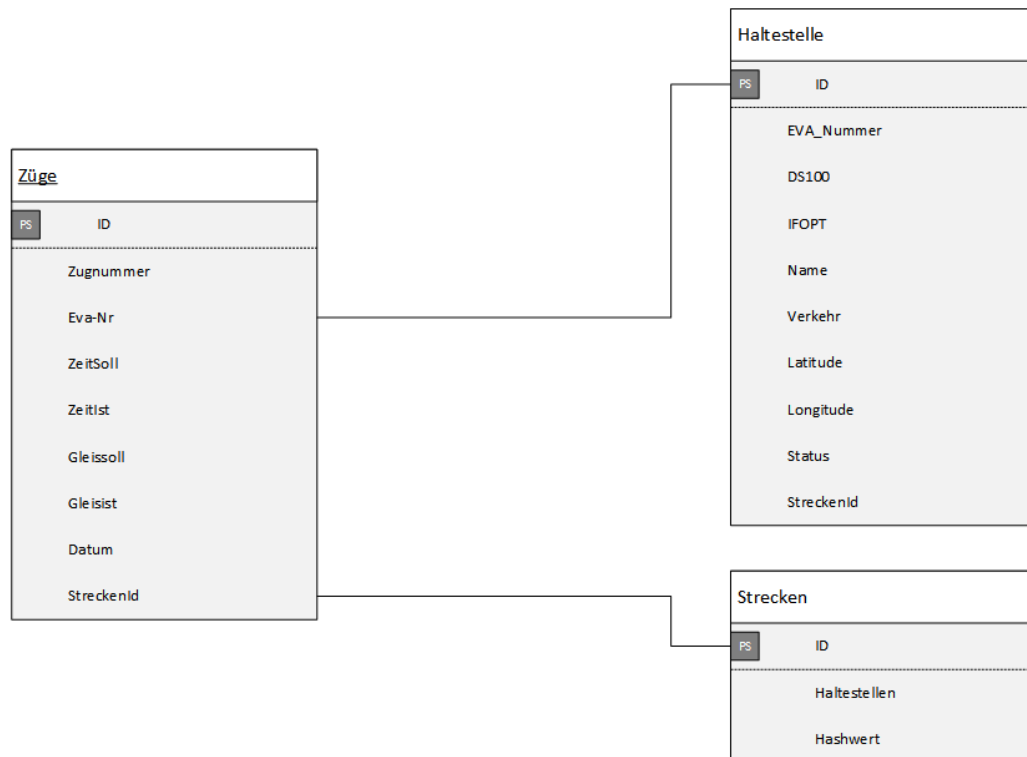 Züge
PS ID
Zugnummer
Eva-Nr
ZeitSoll
ZeitIst
Gleissoll
Gleisist
Datum
StreckenId
Haltestelle
PS ID
EVA_Nummer
DS100
IFOPT
Name
Verkehr
Latitude
Longitude
Status
StreckenId
Strecken
PS ID
Haltestellen
Hashwert